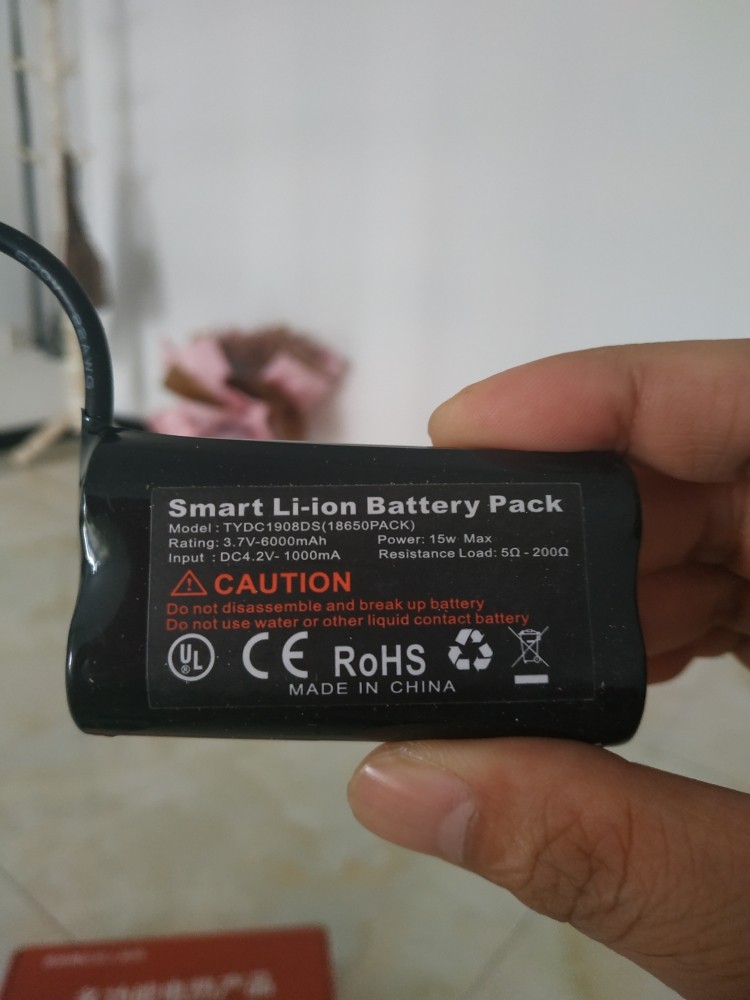 Smart Li-ion Battery Pack
Model : TYDC1908DS(18650PACK)
Rating: 3.7V-6000mAh Power: 15w Max
Input : DC4.2V- 1000mA Resistance Load: 5Ω - 200Ω
CAUTION
Do not disassemble and break up battery
Do not use water or other liquid contact battery
UL ® CE RoHS
MADE IN CHINA